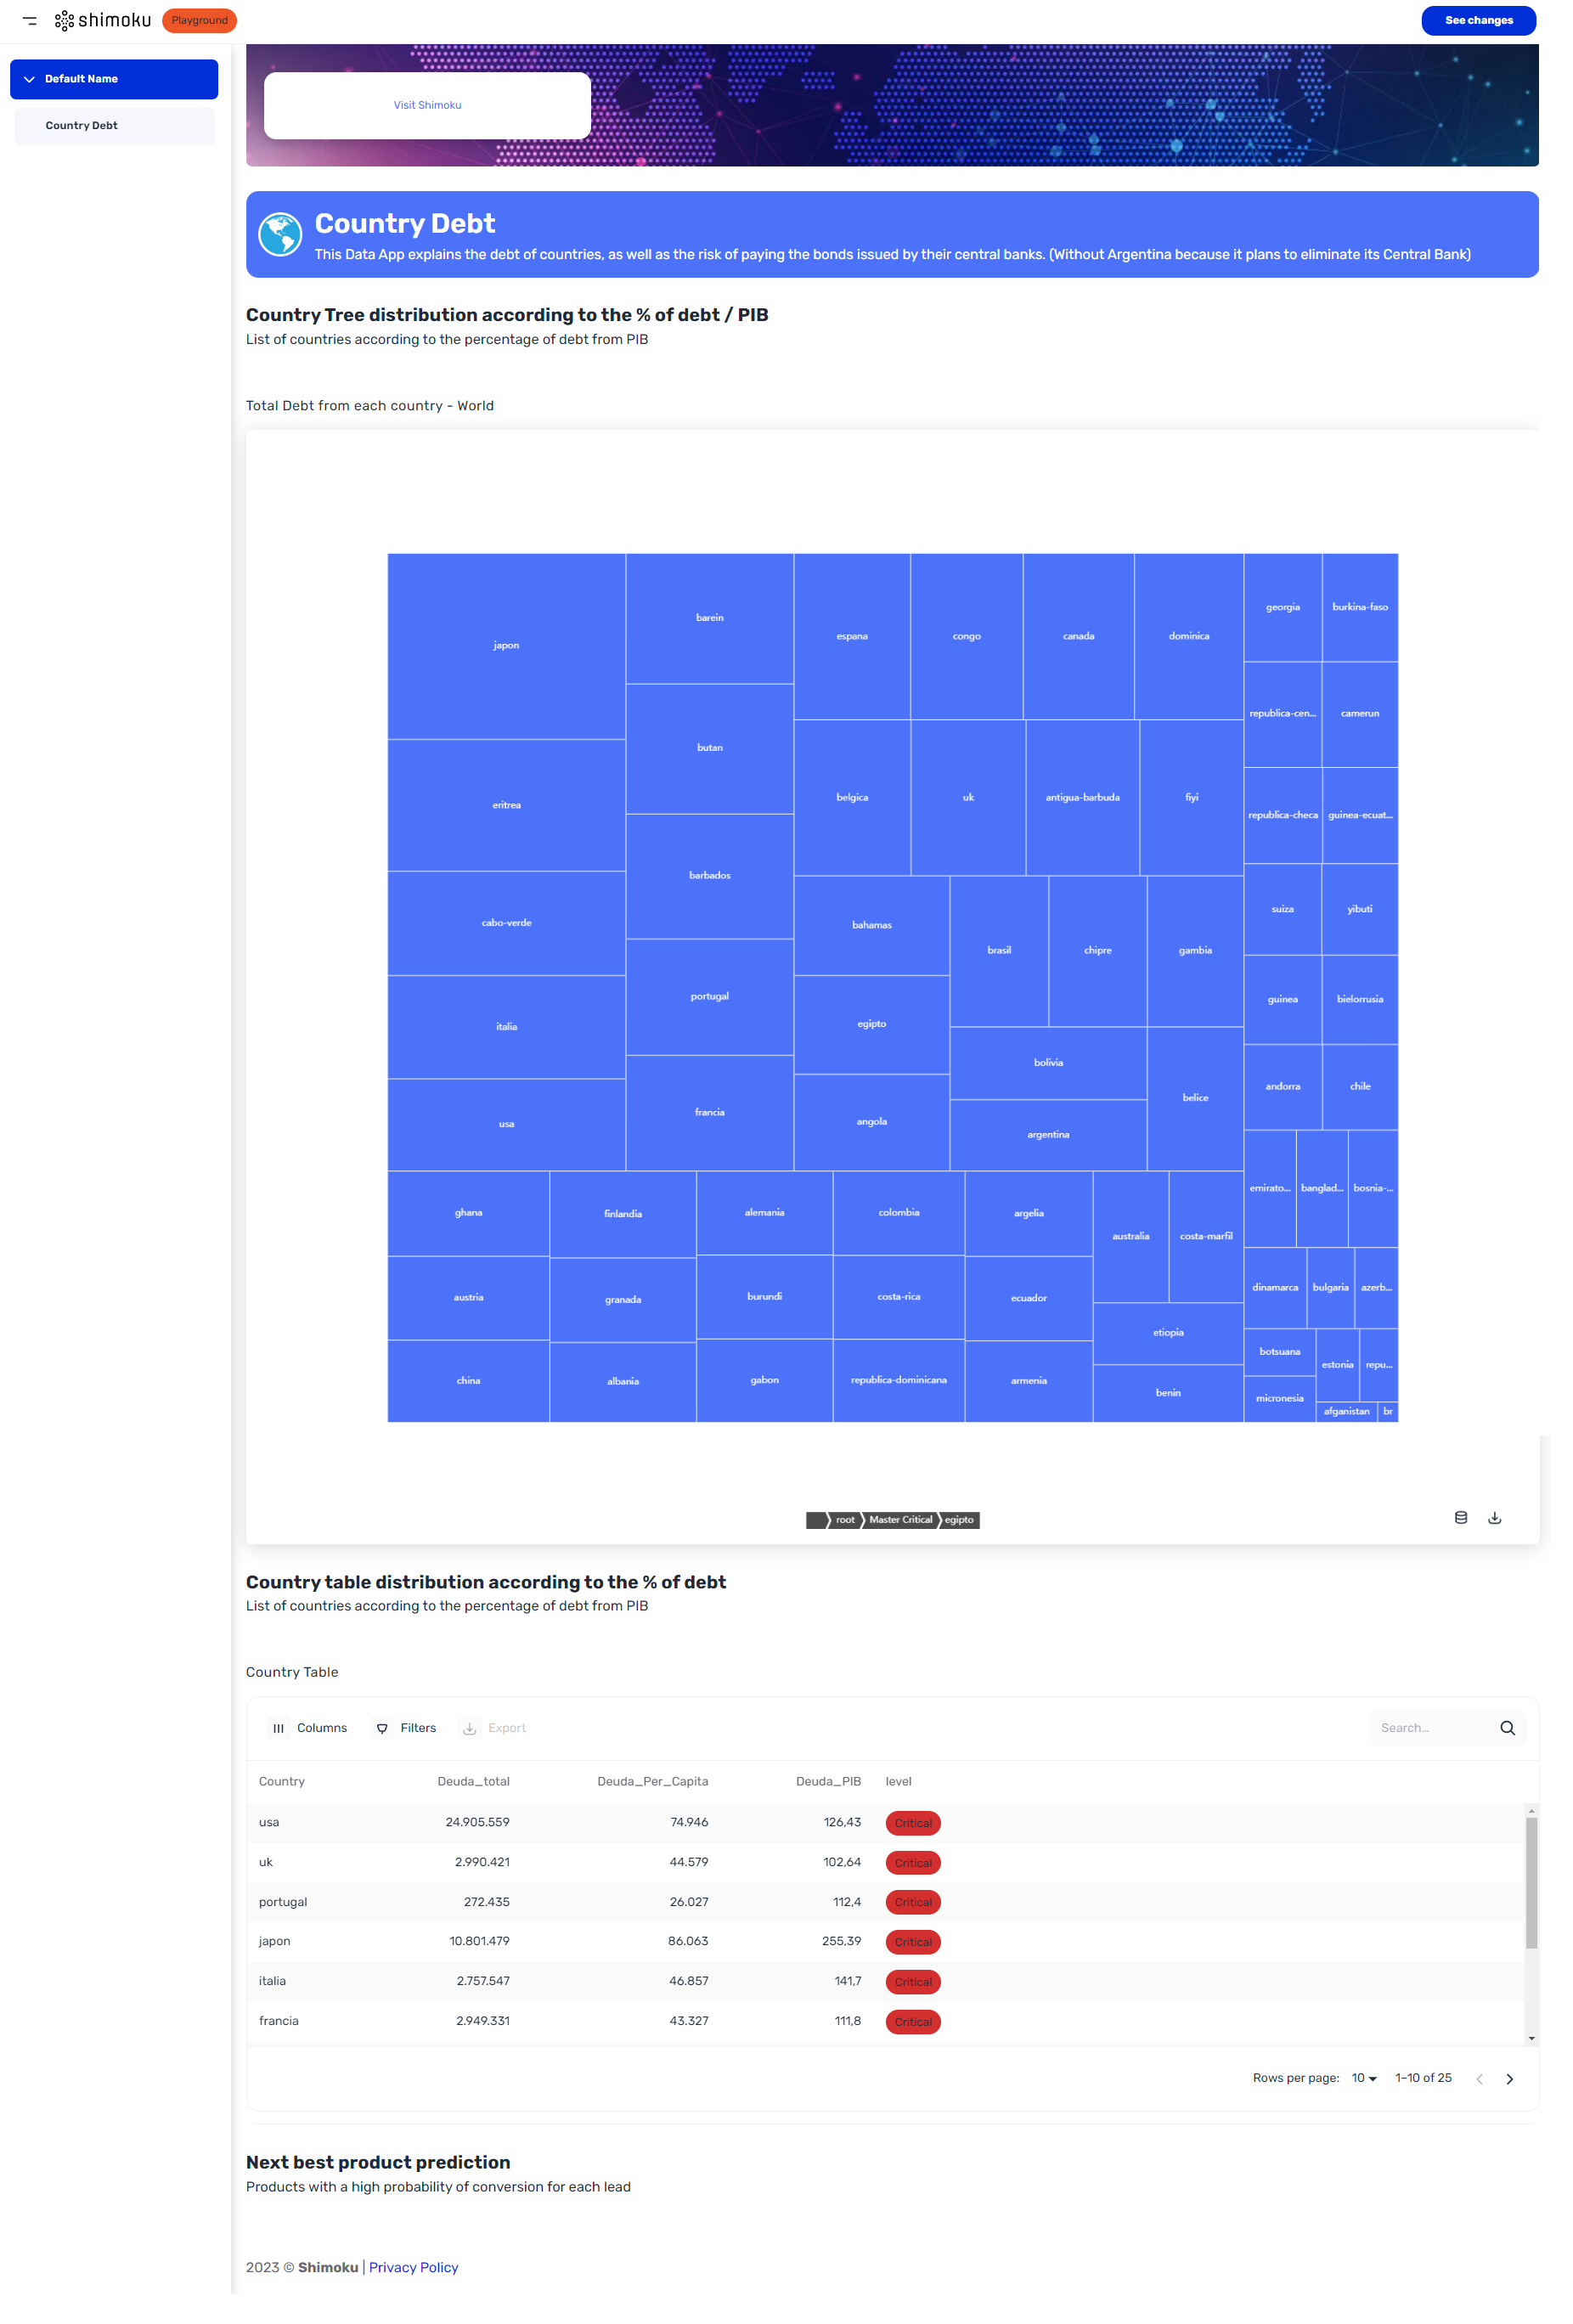 shimoku
Playground
See changes
Default Name
Country Debt
Visit Shimoku
Country Debt
This Data App explains the debt of countries, as well as the risk of paying the bonds issued by their central banks. (Without Argentina because it plans to eliminate its Central Bank)
Country Tree distribution according to the % of debt / PIB
List of countries according to the percentage of debt from PIB
Total Debt from each country - World
japon
eritrea
cabo-verde
italia
usa
barein
butan
barbados
portugal
francia
espana
congo
canada
dominica
belgica
uk
antigua-barbuda
fiyi
bahamas
egipto
angola
brasil
chipre
gambia
bolivia
argentina
belice
ghana
austria
china
finlandia
granada
albania
alemania
burundi
gabon
colombia
costa-rica
republica-dominicana
argelia
ecuador
armenia
australia
costa-marfil
etiopia
benin
georgia
burkina-faso
republica-cen...
camerun
republica-checa
guinea-ecuat...
suiza
yibuti
guinea
bielorrusia
andorra
chile
emirato...
banglad...
bosnia-...
dinamarca
bulgaria
azerb...
botsuana
micronesia
estonia
repu...
afganistan
br
root
Master Critical
egipto
Country table distribution according to the % of debt
List of countries according to the percentage of debt from PIB
Country Table
Columns Filters Export Search...
Country Deuda_total Deuda_Per_Capita Deuda_PIB level
usa 24.905.559 74.946 126,43 Critical
uk 2.990.421 44.579 102,64 Critical
portugal 272.435 26.027 112,4 Critical
japon 10.801.479 86.063 255,39 Critical
italia 2.757.547 46.857 141,7 Critical
francia 2.949.331 43.327 111,8 Critical
Rows per page: 10 1–10 of 25
Next best product prediction
Products with a high probability of conversion for each lead
2023 © Shimoku | Privacy Policy